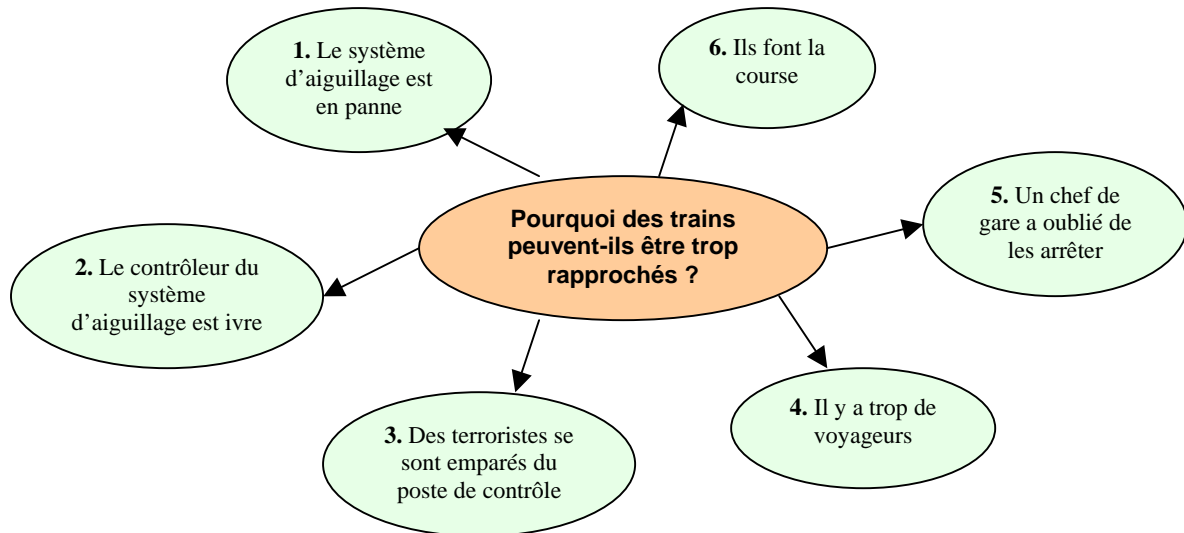 Pourquoi des trains
peuvent-ils être trop
rapprochés ?
1. Le système
d'aiguillage est
en panne
2. Le contrôleur du
système
d'aiguillage est ivre
3. Des terroristes se
sont emparés du
poste de contrôle
4. Il y a trop de
voyageurs
5. Un chef de
gare a oublié de
les arrêter
6. Ils font la
course